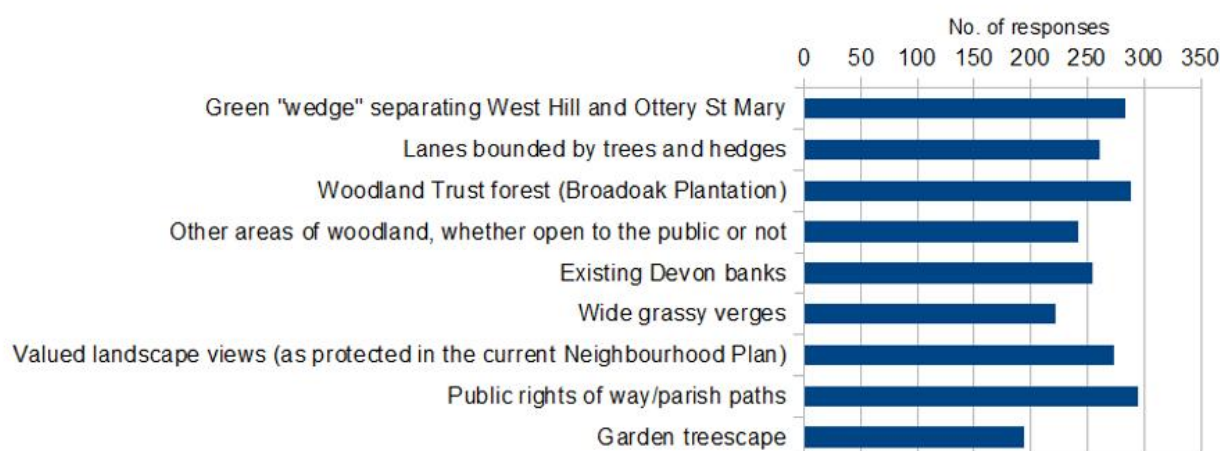 No. of responses
0 50 100 150 200 250 300 350
Green "wedge" separating West Hill and Ottery St Mary
Lanes bounded by trees and hedges
Woodland Trust forest (Broadoak Plantation)
Other areas of woodland, whether open to the public or not
Existing Devon banks
Wide grassy verges
Valued landscape views (as protected in the current Neighbourhood Plan)
Public rights of way/parish paths
Garden treescape